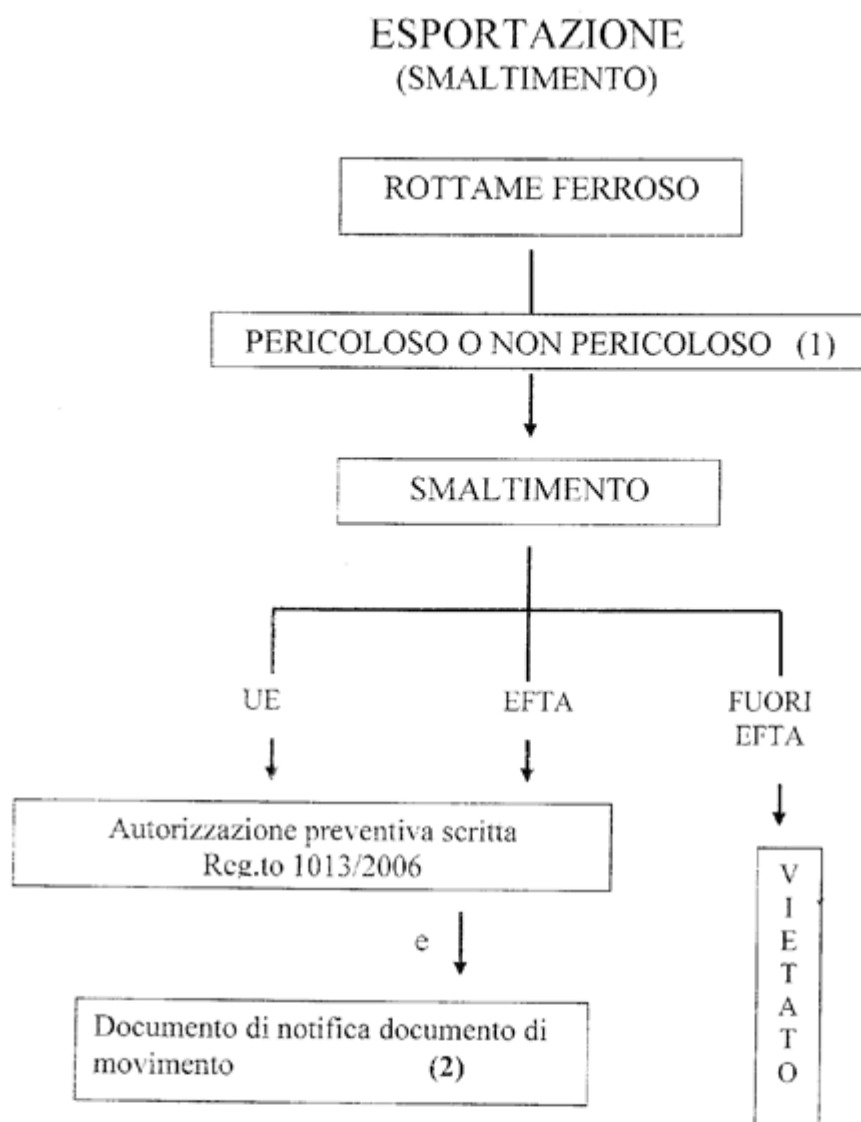 ESPORTAZIONE
(SMALTIMENTO)
ROTTAME FERROSO
PERICOLOSO O NON PERICOLOSO (1)
SMALTIMENTO
UE
EFTA
FUORI
EFTA
Autorizzazione preventiva scritta
Reg.to 1013/2006
e
Documento di notifica documento di
movimento (2)
V
I
E
T
A
T
O